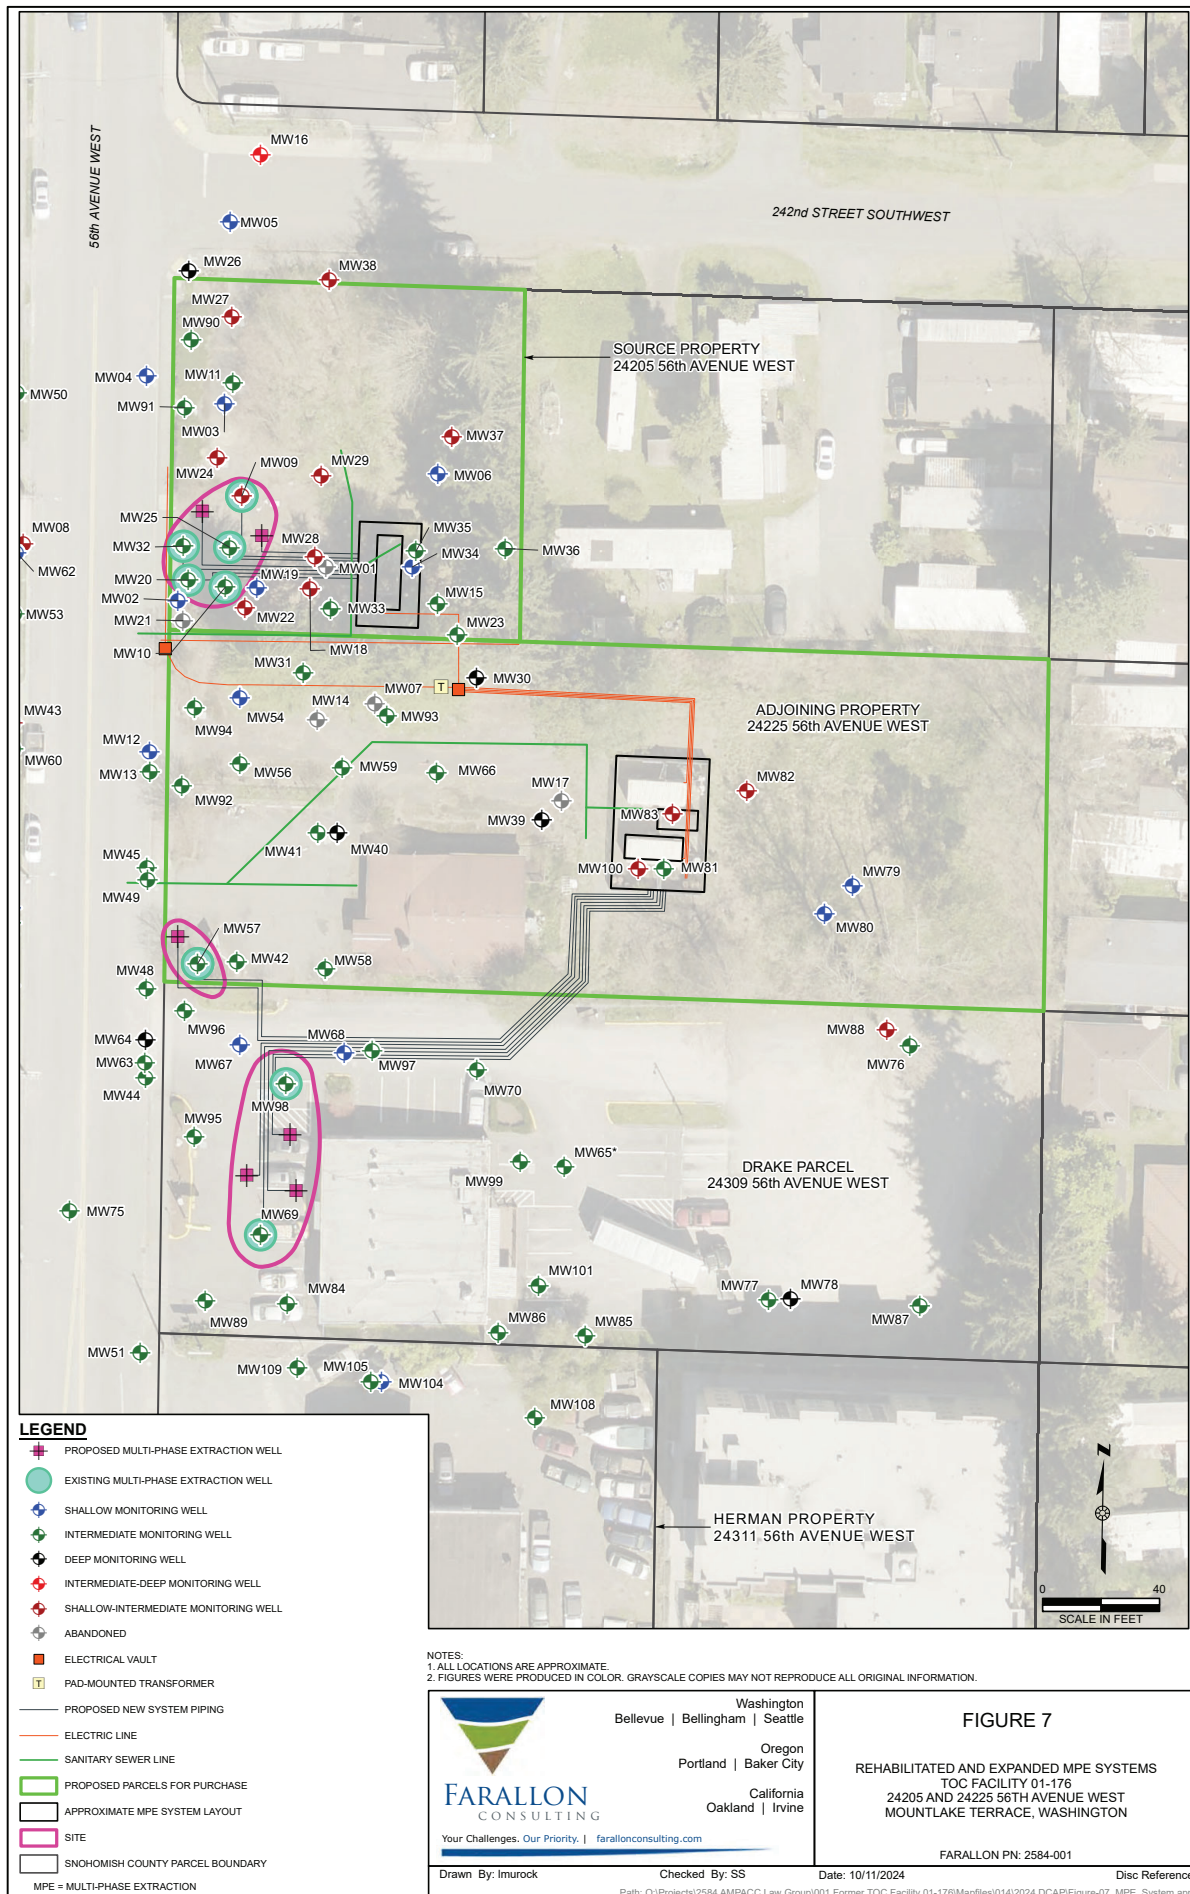 56th AVENUE WEST
242nd STREET SOUTHWEST
MW16
MW05
MW26
MW38
MW27
MW90
SOURCE PROPERTY
24205 56th AVENUE WEST
MW04
MW11
MW50
MW91
MW03
MW37
MW24
MW09
MW29
MW06
MW25
MW35
MW08
MW32
MW28
MW36
MW34
MW62
MW20
MW19
MW01
MW02
MW15
MW53
MW22
MW33
MW21
MW23
MW10
MW18
MW31
MW30
T
MW07
MW14
MW43
MW54
MW93
MW94
ADJOINING PROPERTY
24225 56th AVENUE WEST
MW12
MW60
MW13
MW56
MW59
MW66
MW17
MW82
MW92
MW83
MW39
MW41
MW40
MW45
MW100
MW81
MW49
MW79
MW80
MW57
MW42
MW58
MW48
MW96
MW64
MW67
MW68
MW97
MW88
MW76
MW63
MW44
MW70
MW98
MW95
MW99
MW65*
DRAKE PARCEL
24309 56th AVENUE WEST
MW75
MW69
MW101
MW77
MW78
MW84
MW89
MW87
MW86
MW85
MW51
MW109
MW105
MW104
MW108
HERMAN PROPERTY
24311 56th AVENUE WEST
N
0 40
SCALE IN FEET
LEGEND
PROPOSED MULTI-PHASE EXTRACTION WELL
EXISTING MULTI-PHASE EXTRACTION WELL
SHALLOW MONITORING WELL
INTERMEDIATE MONITORING WELL
DEEP MONITORING WELL
INTERMEDIATE-DEEP MONITORING WELL
SHALLOW-INTERMEDIATE MONITORING WELL
ABANDONED
ELECTRICAL VAULT
T PAD-MOUNTED TRANSFORMER
PROPOSED NEW SYSTEM PIPING
ELECTRIC LINE
SANITARY SEWER LINE
PROPOSED PARCELS FOR PURCHASE
APPROXIMATE MPE SYSTEM LAYOUT
SITE
SNOHOMISH COUNTY PARCEL BOUNDARY
MPE = MULTI-PHASE EXTRACTION
NOTES:
1. ALL LOCATIONS ARE APPROXIMATE.
2. FIGURES WERE PRODUCED IN COLOR. GRAYSCALE COPIES MAY NOT REPRODUCE ALL ORIGINAL INFORMATION.
FARALLON
CONSULTING
Your Challenges. Our Priority. | farallonconsulting.com
Washington
Bellevue | Bellingham | Seattle
Oregon
Portland | Baker City
California
Oakland | Irvine
FIGURE 7
REHABILITATED AND EXPANDED MPE SYSTEMS
TOC FACILITY 01-176
24205 AND 24225 56TH AVENUE WEST
MOUNTLAKE TERRACE, WASHINGTON
FARALLON PN: 2584-001
Drawn By: lmurock Checked By: SS Date: 10/11/2024 Disc Reference